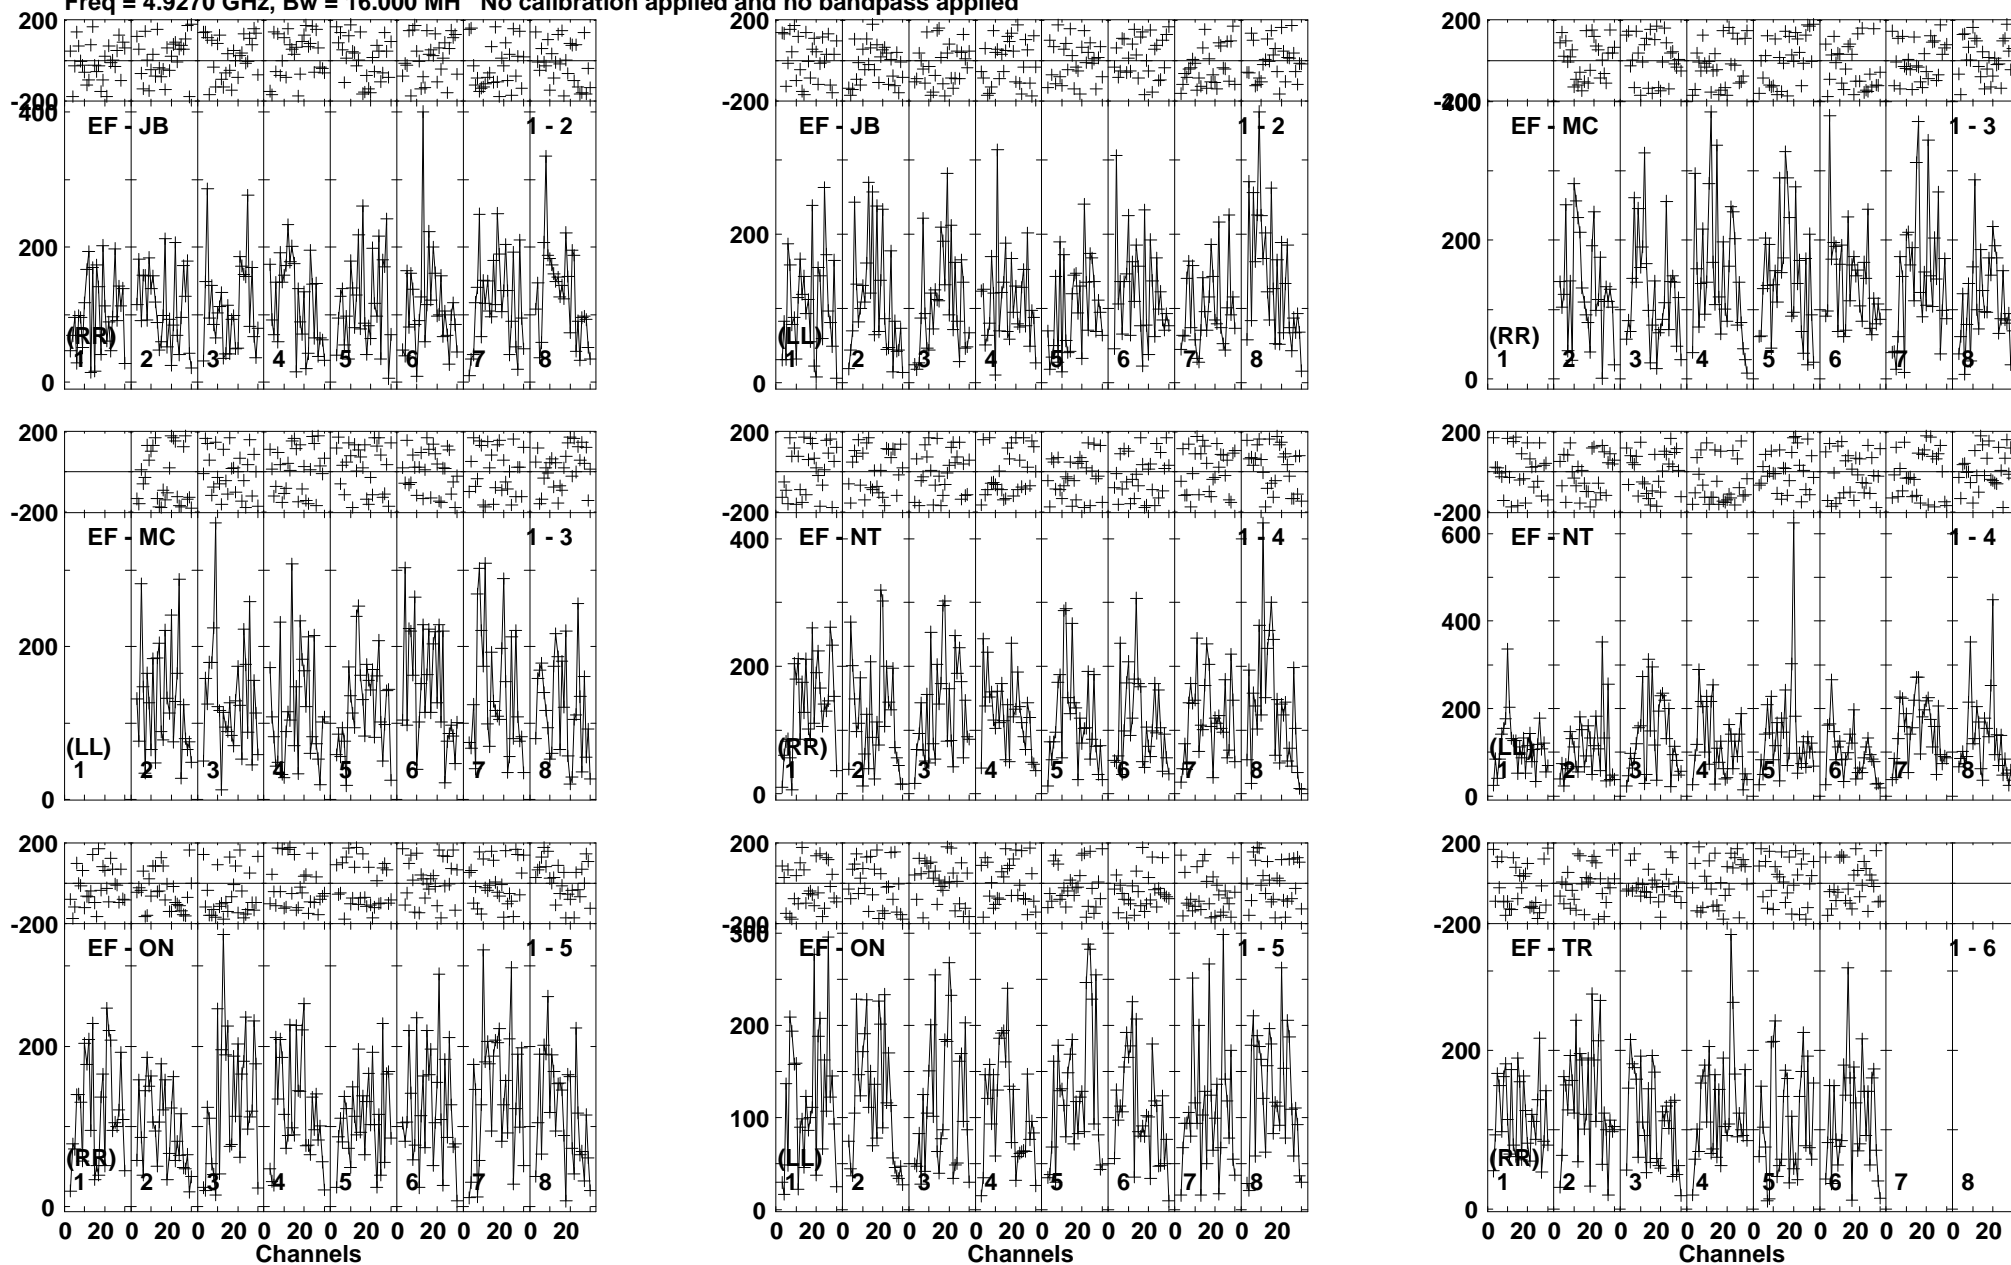 Freq = 4.9270 GHz, Bw = 16.000 MH No calibration applied and no bandpass applied
200 200 200
-200 -200 -200
400 EF - JB 1 - 2 EF - JB 1 - 2 400 EF - MC 1 - 3
200 200 200
(RR) (LL) (RR)
1 2 3 4 5 6 7 8 1 2 3 4 5 6 7 8 1 2 3 4 5 6 7 8
0 0 0
200 200 200
-200 -200 -200
EF - MC 1 - 3 400 EF - NT 1 - 4 600 EF - NT 1 - 4
400
200 200 200
(LL) (RR) (LL)
1 2 3 4 5 6 7 8 1 2 3 4 5 6 7 8 1 2 3 4 5 6 7 8
0 0 0
200 200 200
-200 -200 -200
EF - ON 1 - 5 300 EF - ON 1 - 5 EF - TR 1 - 6
200 200 200
100
(RR) (LL) (RR)
1 2 3 4 5 6 7 8 1 2 3 4 5 6 7 8 1 2 3 4 5 6 7 8
0 0 0
0 20 0 20 0 20 0 20 0 20 0 20 0 20 0 20 0 20 0 20 0 20 0 20 0 20 0 20 0 20 0 20 0 20 0 20 0 20 0 20 0 20 0 20 0 20 0 20
Channels Channels Channels